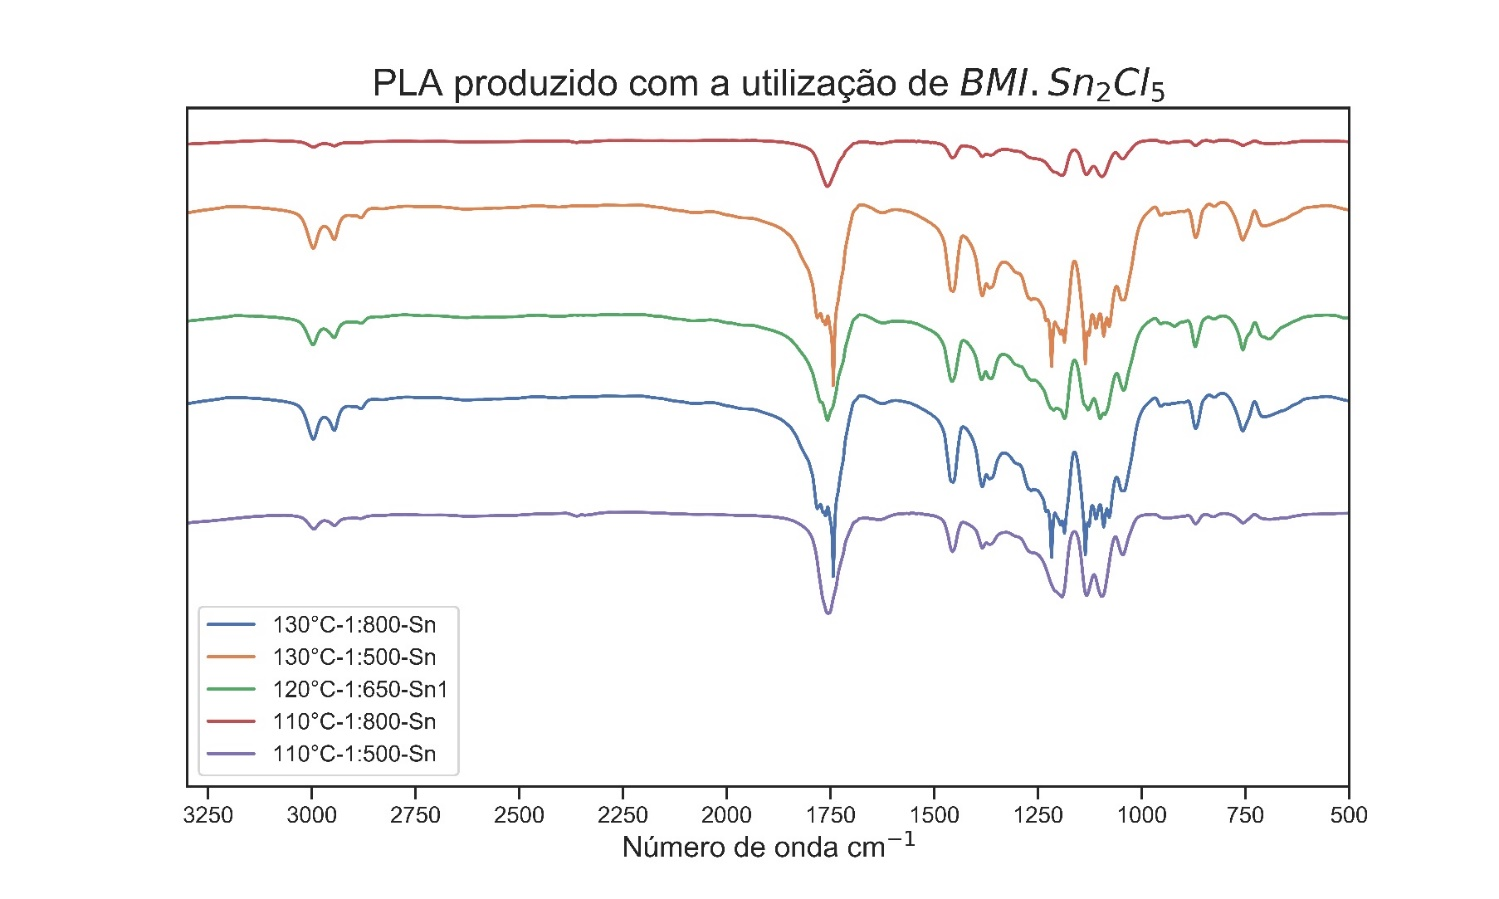 PLA produzido com a utilização de BMI.Sn₂Cl₅
130°C-1:800-Sn
130°C-1:500-Sn
120°C-1:650-Sn1
110°C-1:800-Sn
110°C-1:500-Sn
3250 3000 2750 2500 2250 2000 1750 1500 1250 1000 750 500
Número de onda cm⁻¹